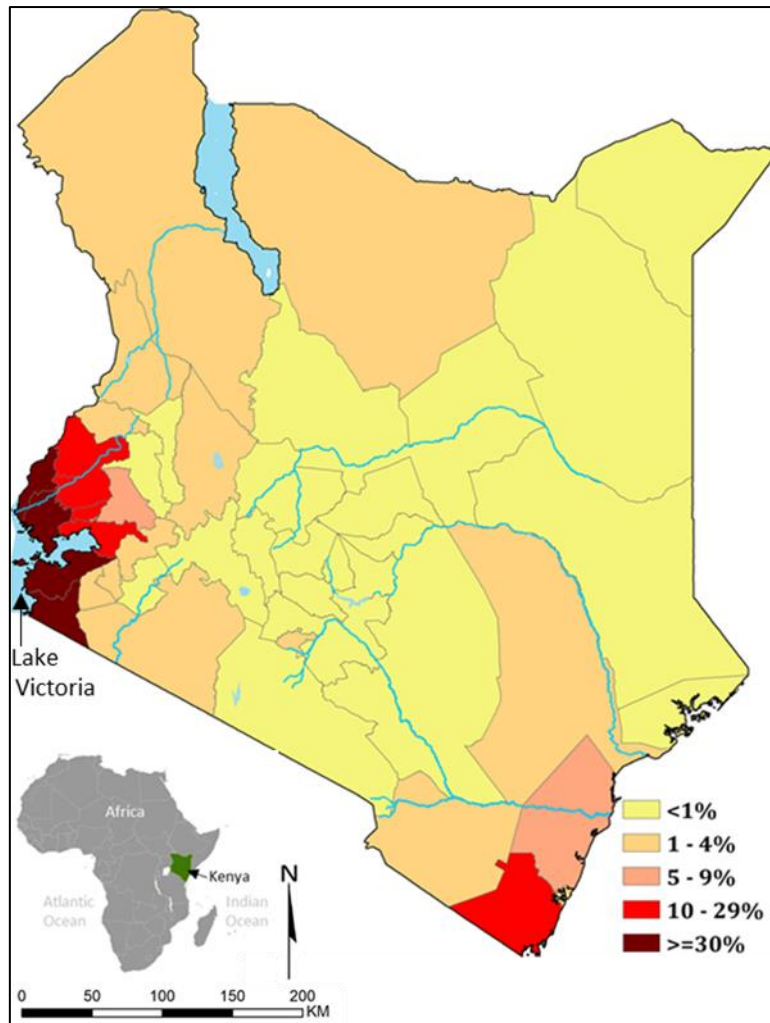 Lake
Victoria
<1%
1 - 4%
5 - 9%
10 - 29%
>=30%
Africa
Kenya
Atlantic
Ocean
Indian
Ocean
N
0 50 100 150 200
KM